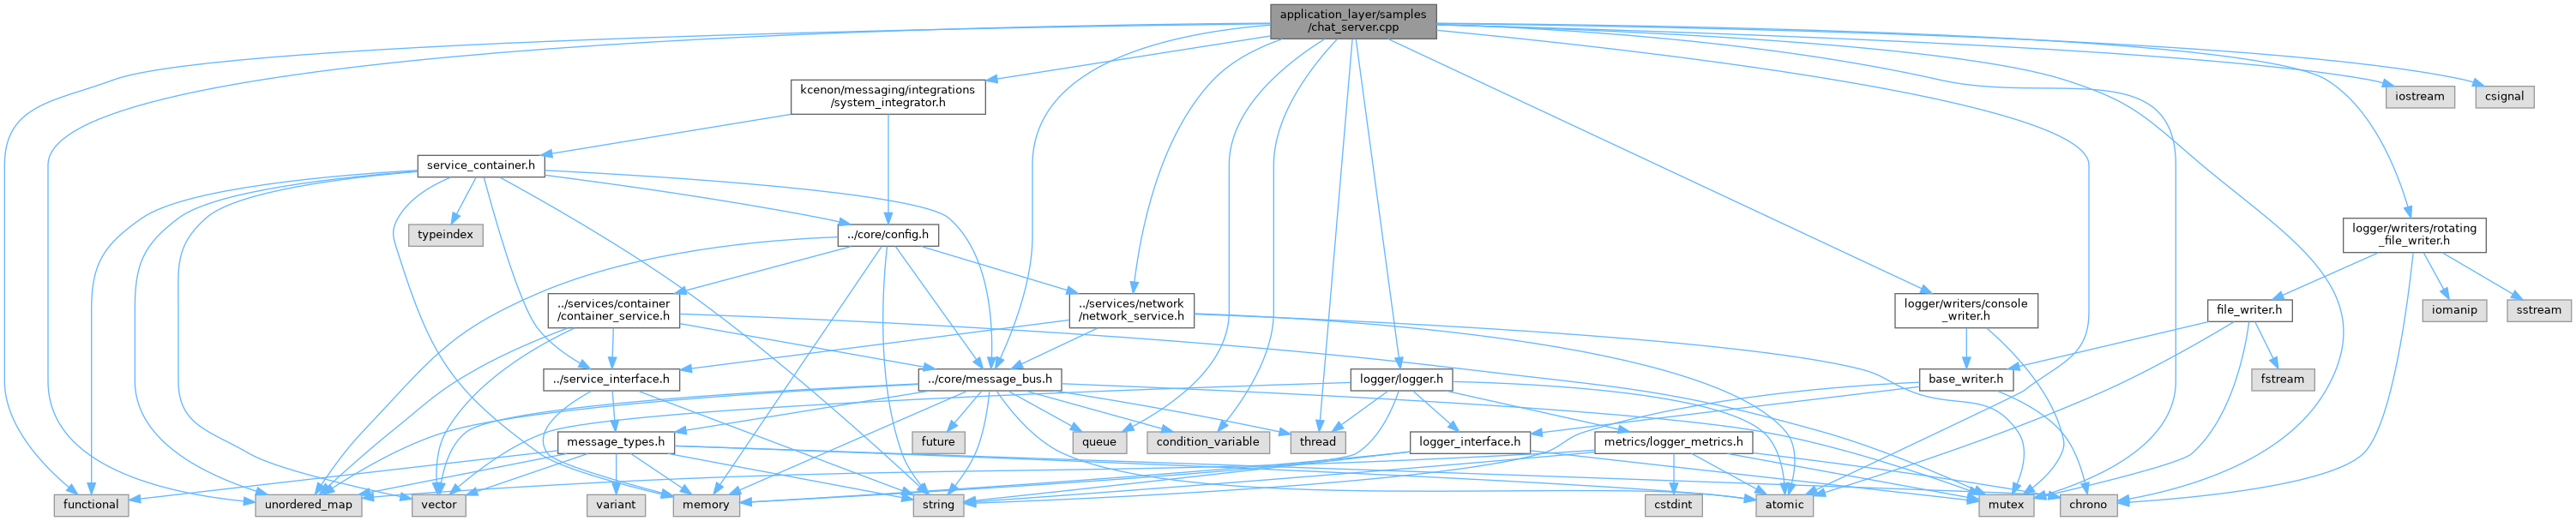 application_layer/samples
/chat_server.cpp
kcenon/messaging/integrations
/system_integrator.h
iostream
csignal
service_container.h
typeindex
../core/config.h
logger/writers/rotating
_file_writer.h
../services/container
/container_service.h
../services/network
/network_service.h
logger/writers/console
_writer.h
file_writer.h
iomanip
sstream
../service_interface.h
../core/message_bus.h
logger/logger.h
base_writer.h
fstream
message_types.h
future
queue
condition_variable
thread
logger_interface.h
metrics/logger_metrics.h
functional
unordered_map
vector
variant
memory
string
cstdint
atomic
mutex
chrono